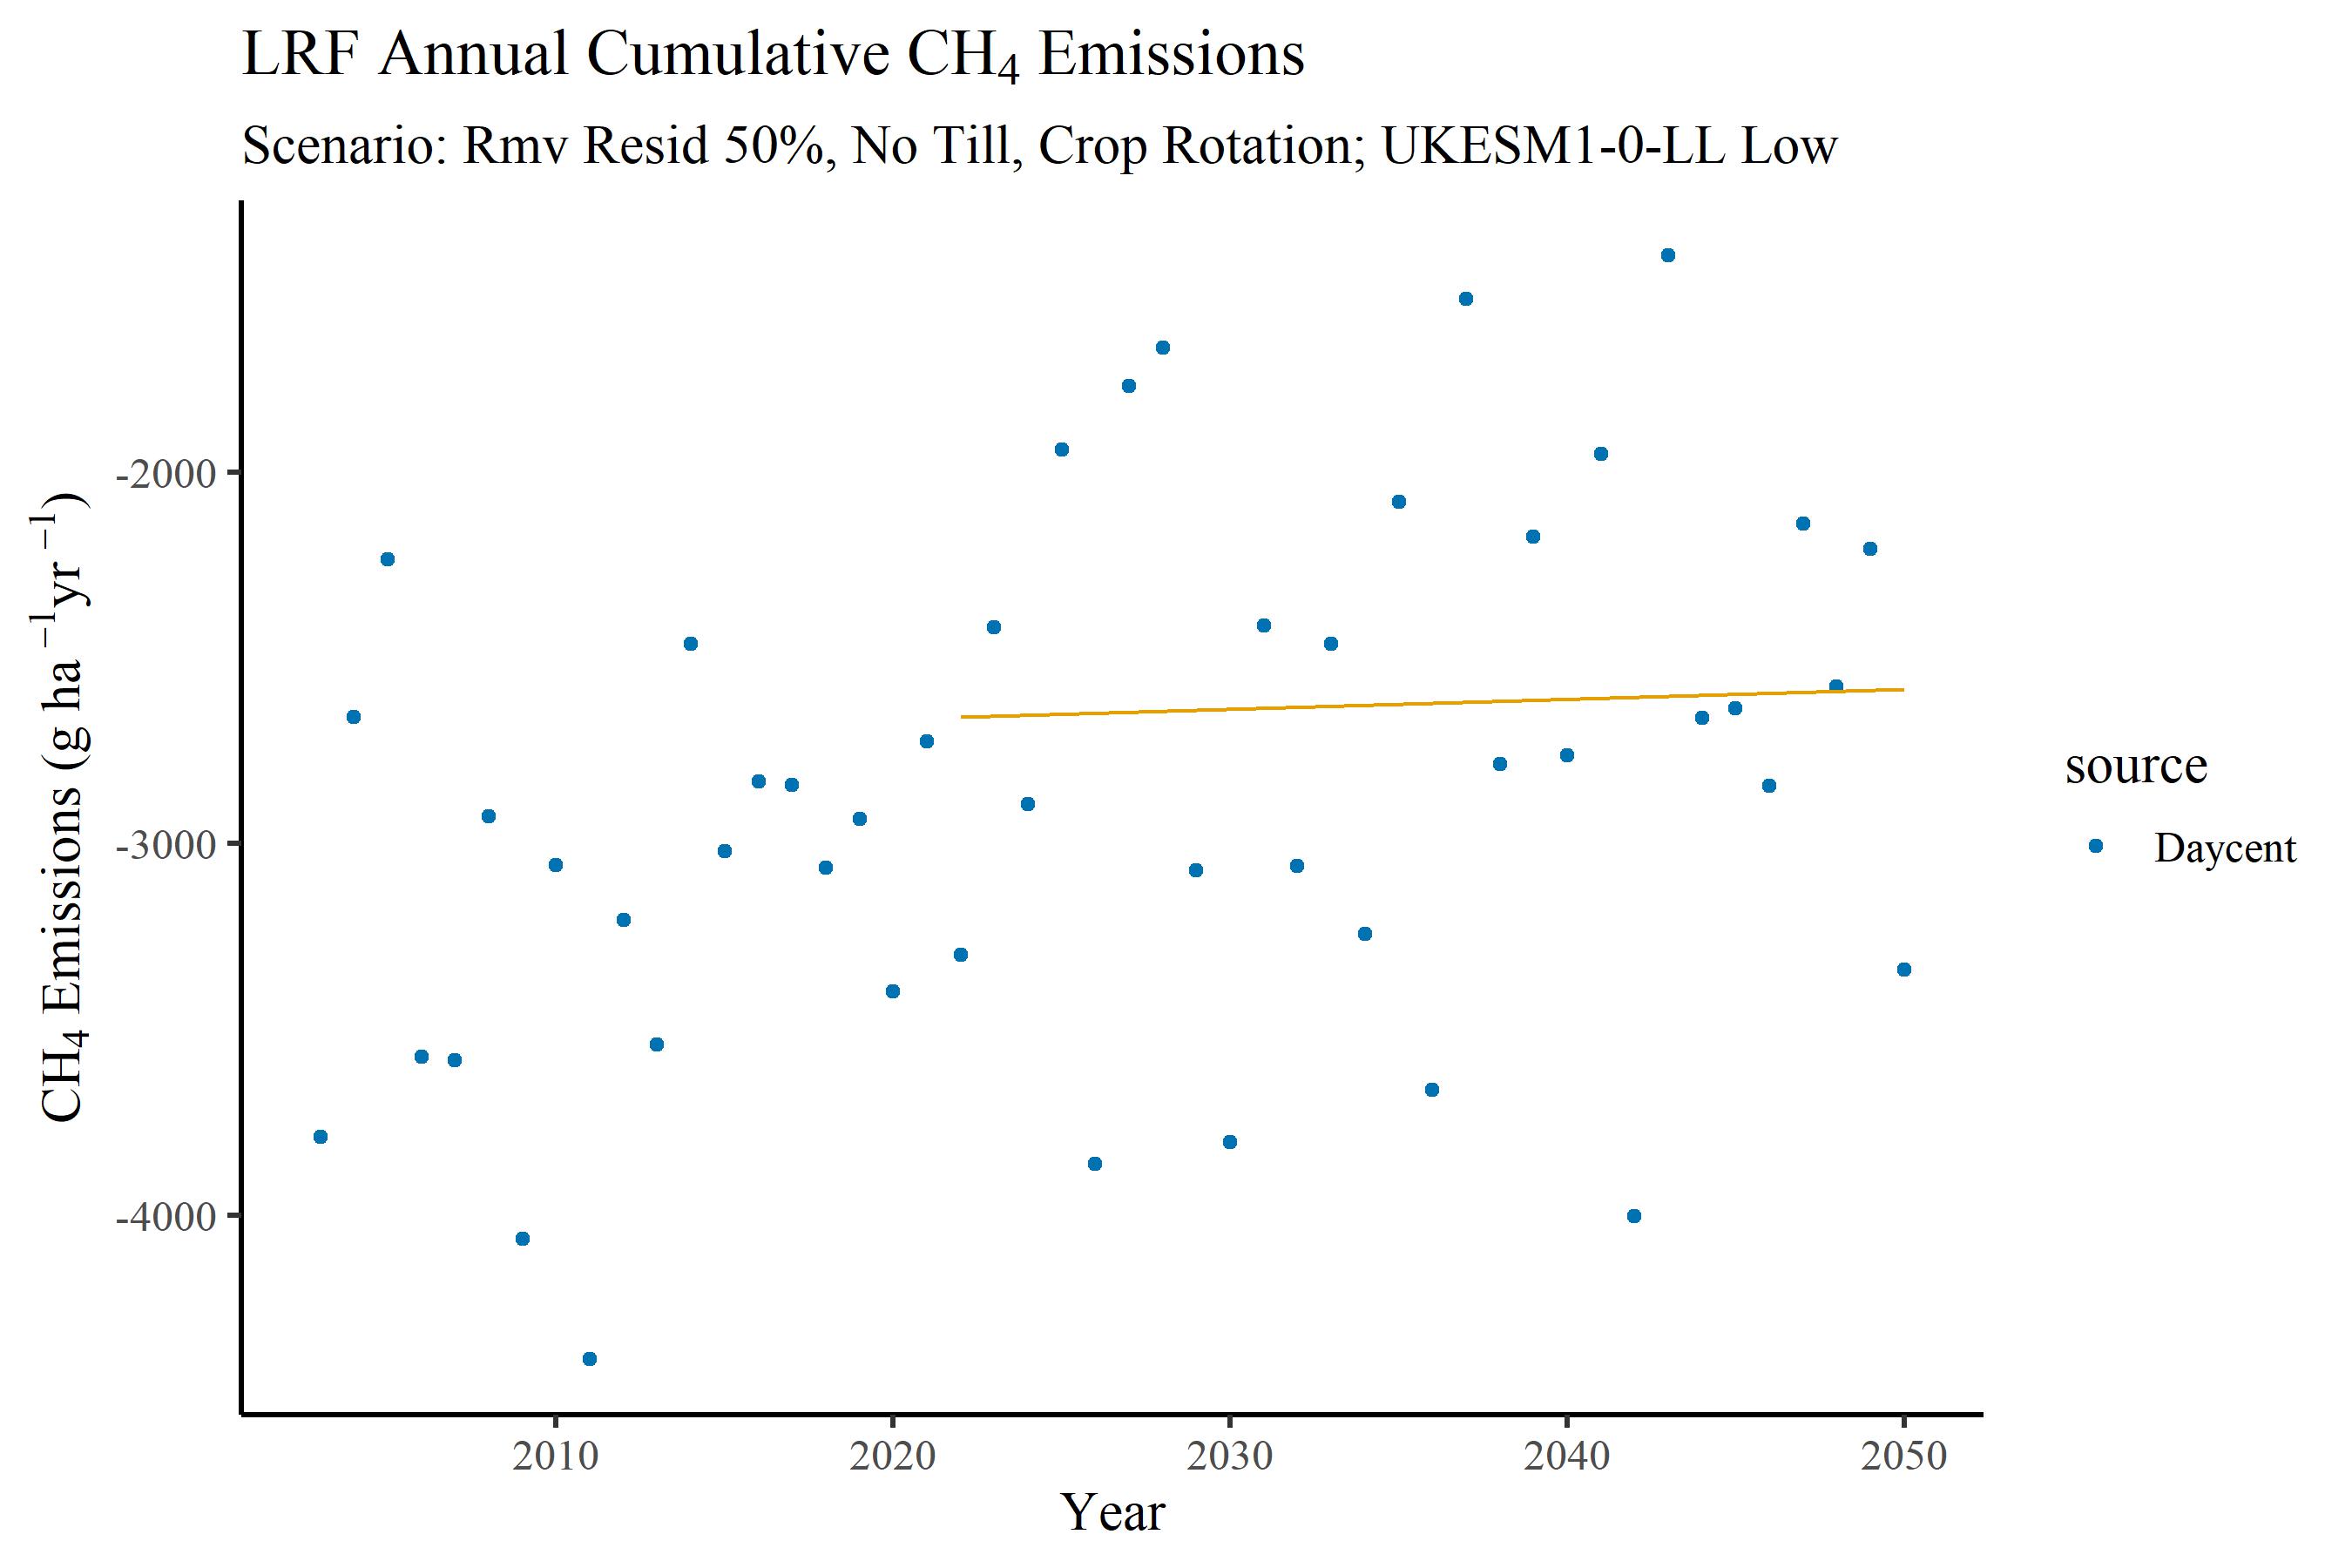 LRF Annual Cumulative CH₄ Emissions
Scenario: Rmv Resid 50%, No Till, Crop Rotation; UKESM1-0-LL Low
CH₄ Emissions (g ha ⁻¹yr ⁻¹)
-2000
-3000
-4000
2010 2020 2030 2040 2050
Year
source
Daycent